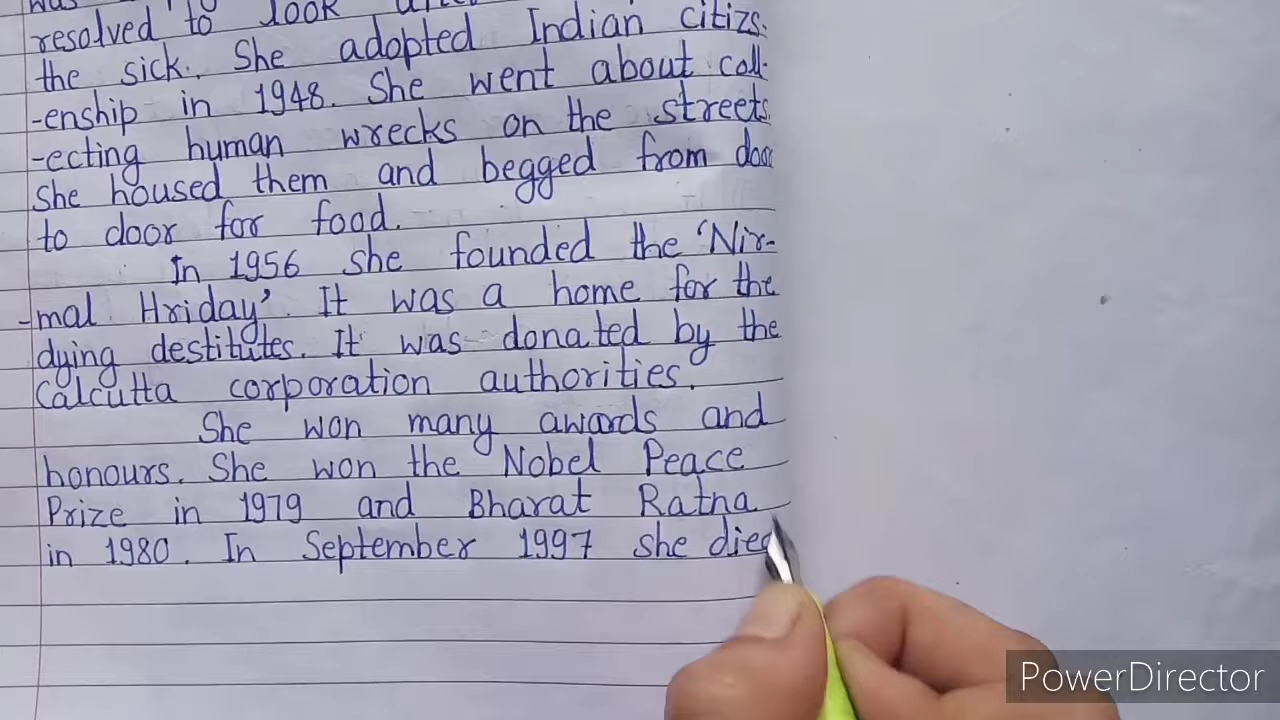 was
resolved to look
the sick. She adopted Indian citizs-
-enship in 1948. She went about coll-
-ecting human wrecks on the streets.
She housed them and begged from door
to door for food.
In 1956 she founded the 'Nir-
-mal Hriday'. It was a home for the
dying destitutes. It was donated by the
Calcutta corporation authorities.
She won many awards and
honours. She won the Nobel Peace
Prize in 1979 and Bharat Ratna
in 1980. In September 1997 she died
PowerDirector